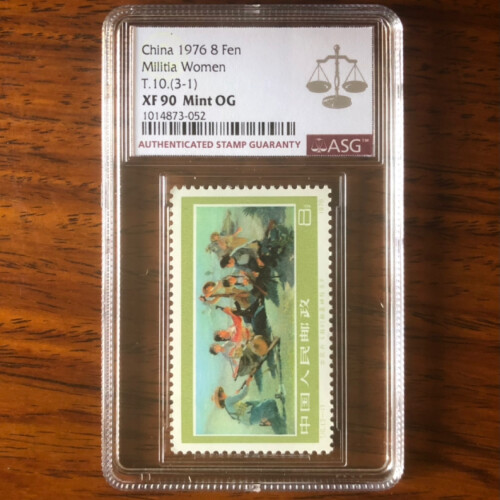 China 1976 8 Fen
Militia Women
T.10.(3-1)
XF 90 Mint OG
1014873-052
AUTHENTICATED STAMP GUARANTY
ASG™
8
中国人民邮政